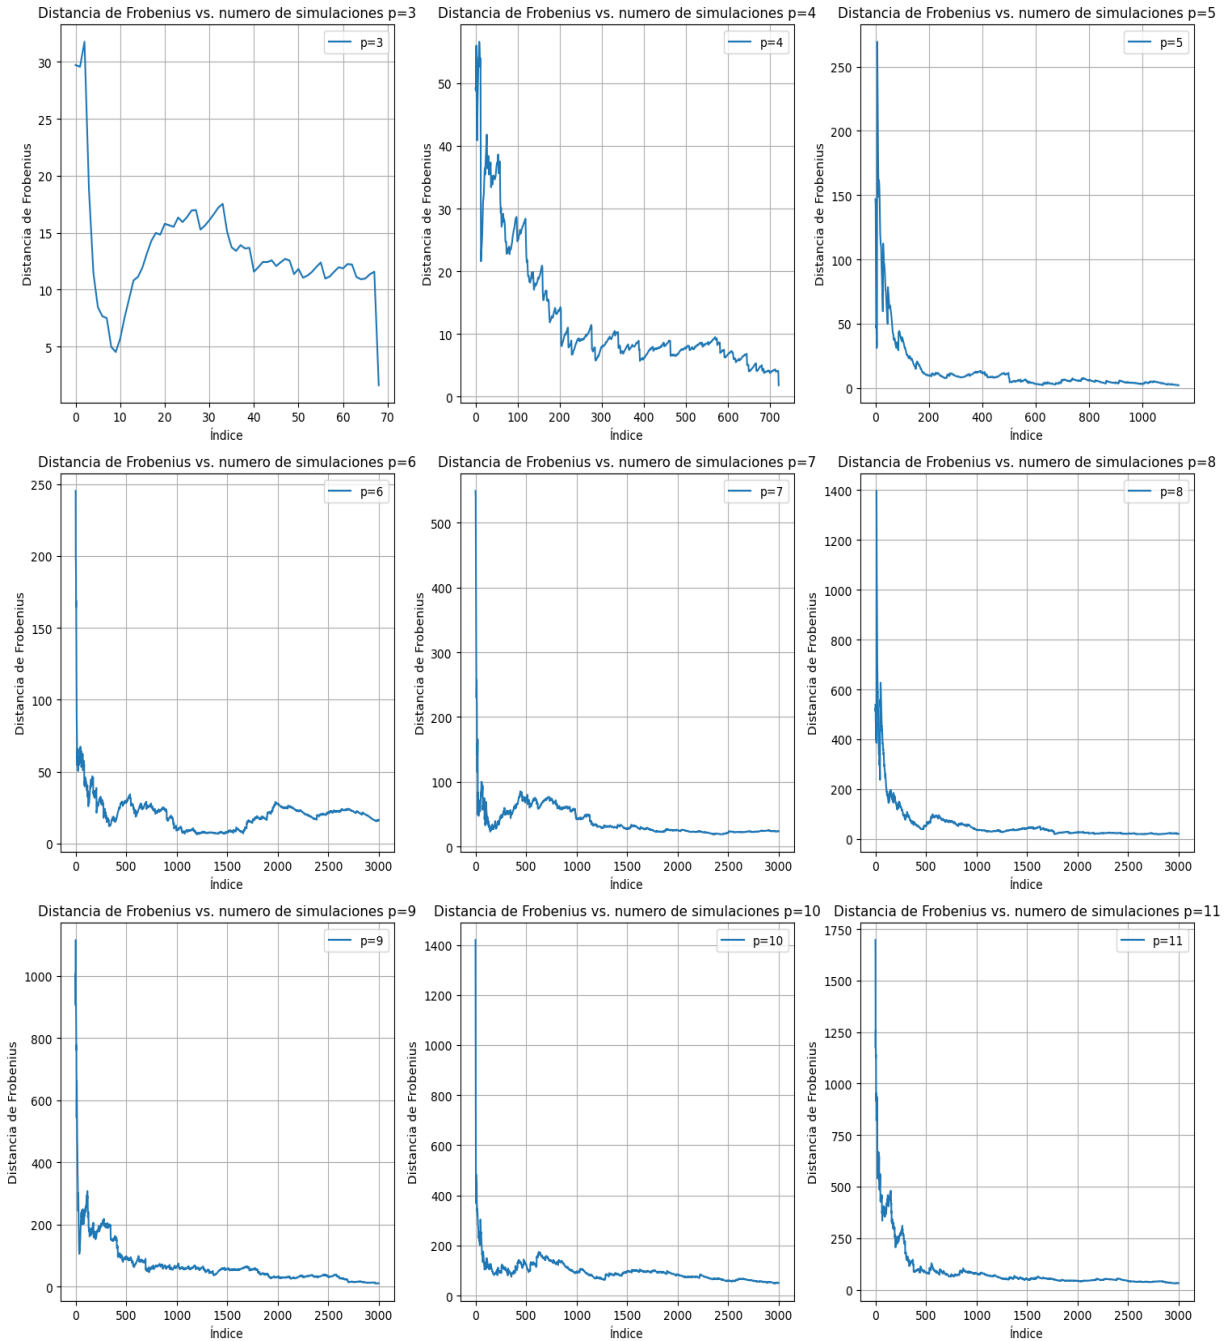 Distancia de Frobenius vs. numero de simulaciones p=3
p=3
Distancia de Frobenius
30
25
20
15
10
5
0 10 20 30 40 50 60 70
Índice
Distancia de Frobenius vs. numero de simulaciones p=4
p=4
Distancia de Frobenius
50
40
30
20
10
0
0 100 200 300 400 500 600 700
Índice
Distancia de Frobenius vs. numero de simulaciones p=5
p=5
Distancia de Frobenius
250
200
150
100
50
0
0 200 400 600 800 1000
Índice
Distancia de Frobenius vs. numero de simulaciones p=6
p=6
Distancia de Frobenius
250
200
150
100
50
0
0 500 1000 1500 2000 2500 3000
Índice
Distancia de Frobenius vs. numero de simulaciones p=7
p=7
Distancia de Frobenius
500
400
300
200
100
0
0 500 1000 1500 2000 2500 3000
Índice
Distancia de Frobenius vs. numero de simulaciones p=8
p=8
Distancia de Frobenius
1400
1200
1000
800
600
400
200
0
0 500 1000 1500 2000 2500 3000
Índice
Distancia de Frobenius vs. numero de simulaciones p=9
p=9
Distancia de Frobenius
1000
800
600
400
200
0
0 500 1000 1500 2000 2500 3000
Índice
Distancia de Frobenius vs. numero de simulaciones p=10
p=10
Distancia de Frobenius
1400
1200
1000
800
600
400
200
0
0 500 1000 1500 2000 2500 3000
Índice
Distancia de Frobenius vs. numero de simulaciones p=11
p=11
Distancia de Frobenius
1750
1500
1250
1000
750
500
250
0
0 500 1000 1500 2000 2500 3000
Índice